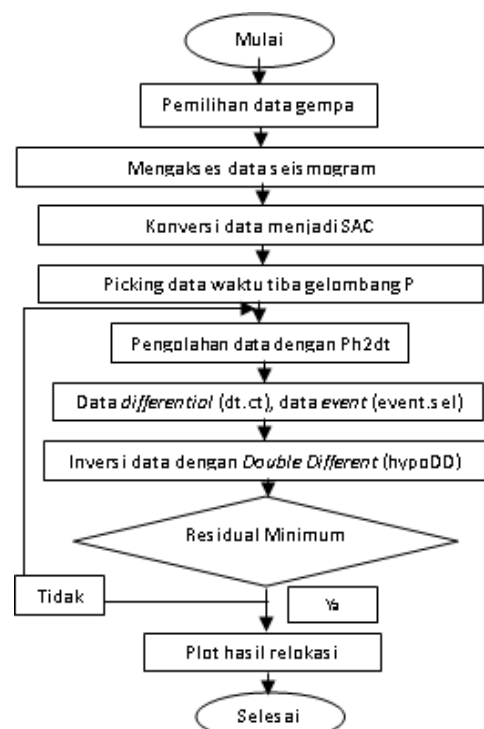 Mulai
Pemilihan data gempa
Mengakses data seismogram
Konversi data menjadi SAC
Picking data waktu tiba gelombang P
Pengolahan data dengan Ph2dt
Data differential (dt.ct), data event (event.sel)
Inversi data dengan Double Different (hypoDD)
Residual Minimum
Tidak
Ya
Plot hasil relokasi
Selesai